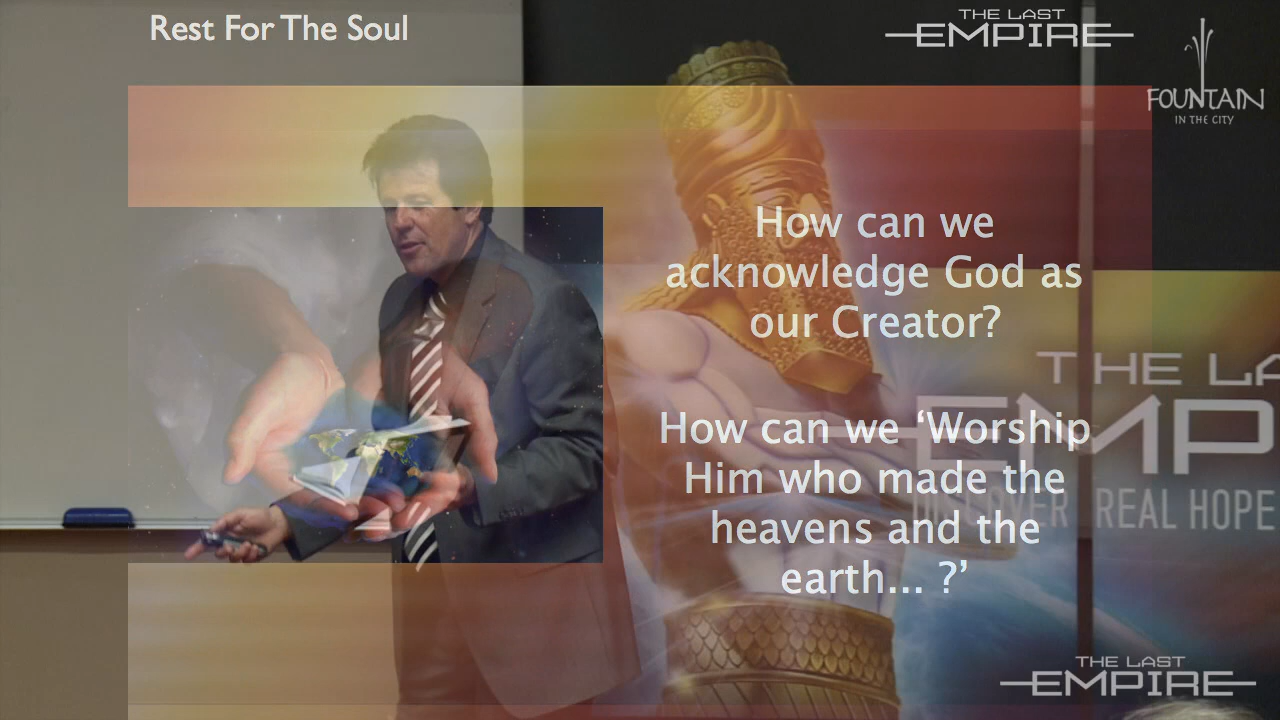 Rest For The Soul
THE LAST
EMPIRE
FOUNTAIN
IN THE CITY
How can we
acknowledge God as
our Creator?
How can we ‘Worship
Him who made the
heavens and the
earth... ?’
THE LA
EMP
DISCOVER REAL HOPE
THE LAST
EMPIRE